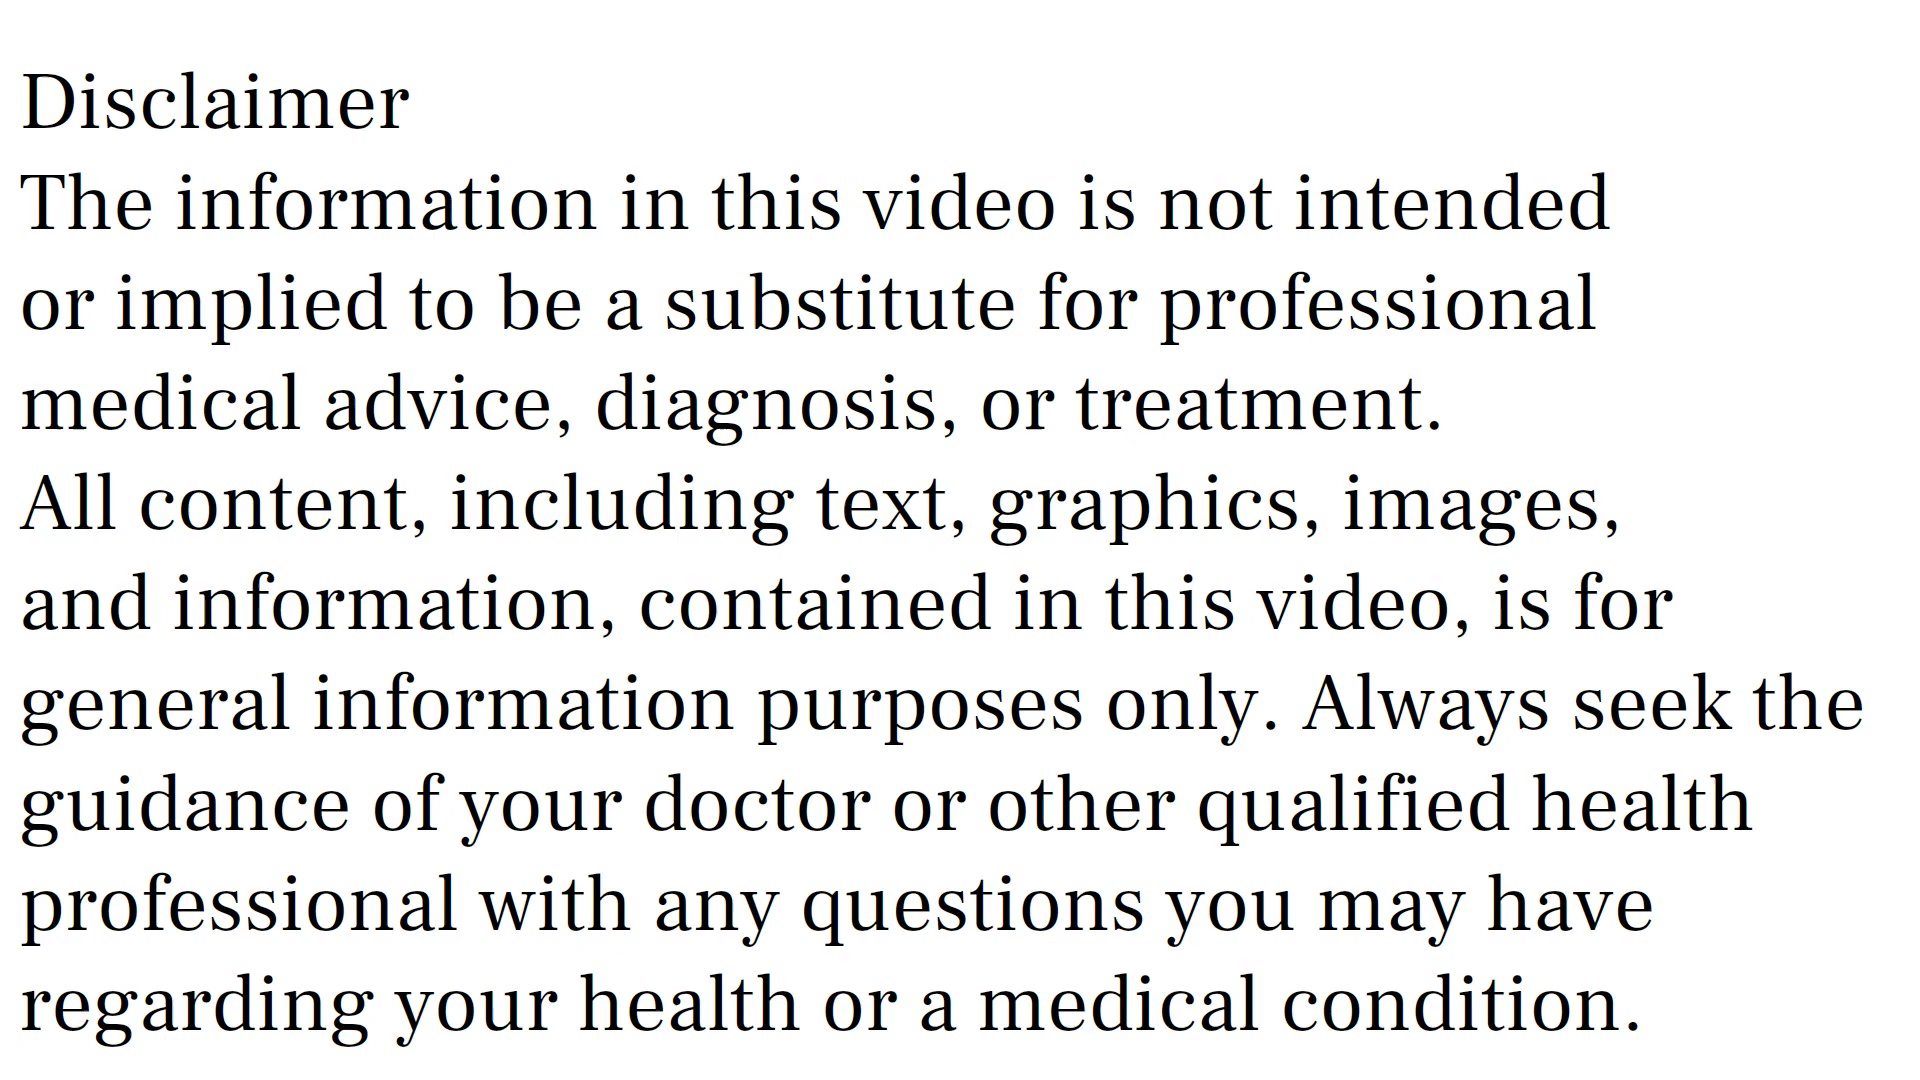 Disclaimer
The information in this video is not intended
or implied to be a substitute for professional
medical advice, diagnosis, or treatment.
All content, including text, graphics, images,
and information, contained in this video, is for
general information purposes only. Always seek the
guidance of your doctor or other qualified health
professional with any questions you may have
regarding your health or a medical condition.